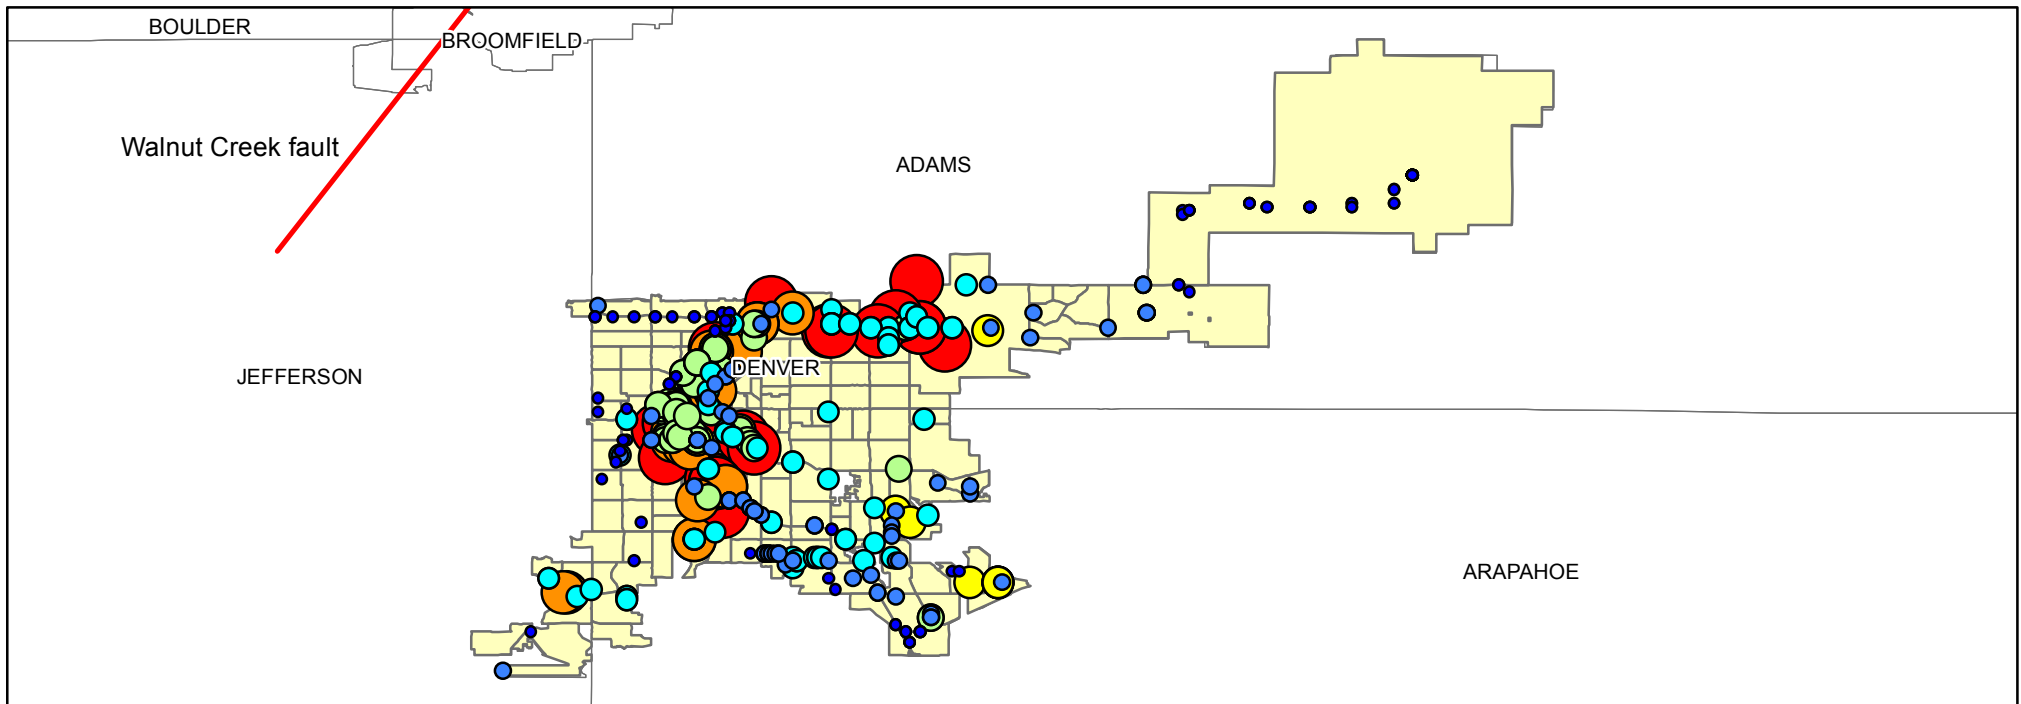 BOULDER
BROOMFIELD
Walnut Creek fault
ADAMS
DENVER
JEFFERSON
ARAPAHOE